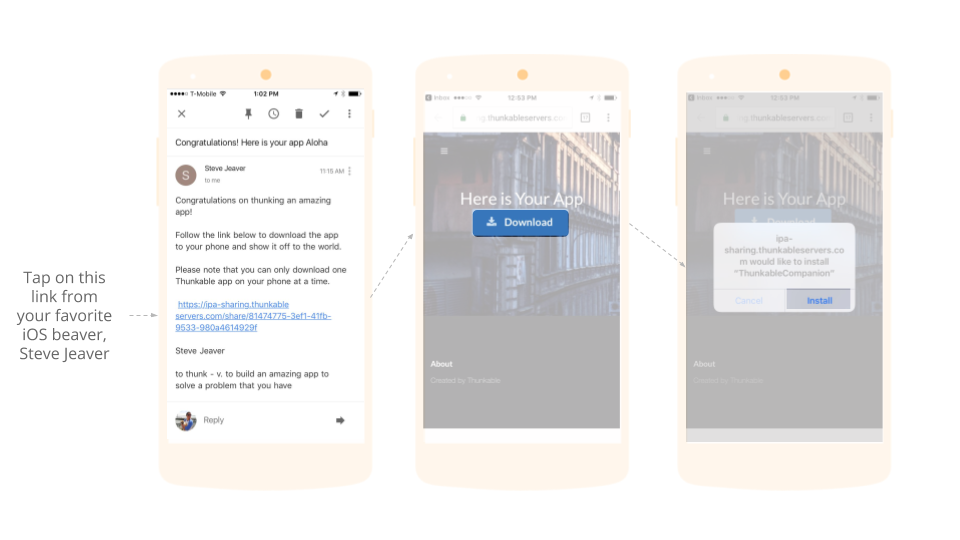 Tap on this
link from
your favorite
iOS beaver,
Steve Jeaver
T-Mobile
1:02 PM
Congratulations! Here is your app Aloha
S
Steve Jeaver
11:15 AM
to me
Congratulations on thunking an amazing
app!
Follow the link below to download the app
to your phone and show it off to the world.
Please note that you can only download one
Thunkable app on your phone at a time.
https://ipa-sharing.thunkable
servers.com/share/81474775-3ef1-41fb-
9533-980a4614929f
Steve Jeaver
to thunk - v. to build an amazing app to
solve a problem that you have
Reply
Inbox
12:53 PM
ng.thunkableservers.com
Here is Your App
Download
About
Created by Thunkable
Inbox
12:53 PM
ng.thunkableservers.com
Here is Your App
Download
ipa-
sharing.thunkableservers.co
m would like to install
"ThunkableCompanion"
Cancel
Install
About
Created by Thunkable